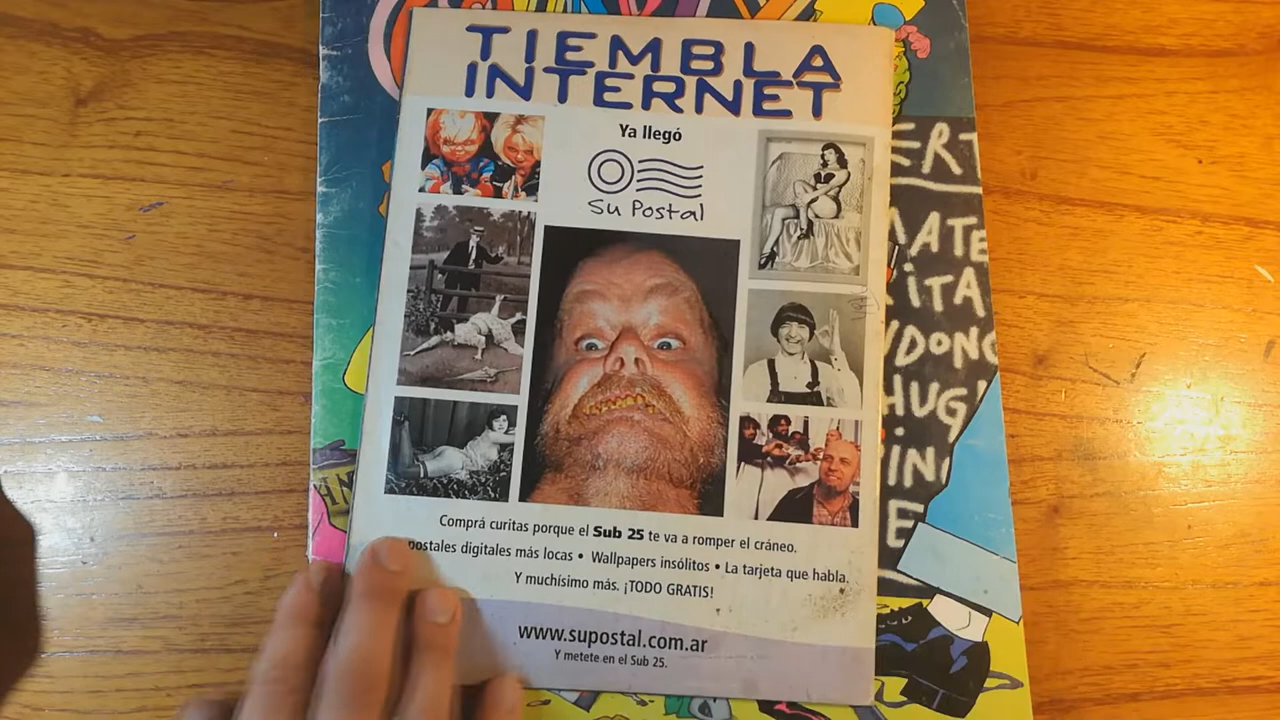 TIEMBLA
INTERNET
Ya llegó
Su Postal
Comprá curitas porque el Sub 25 te va a romper el cráneo.
postales digitales más locas • Wallpapers insólitos • La tarjeta que habla.
Y muchísimo más. ¡TODO GRATIS!
www.supostal.com.ar
Y metete en el Sub 25.